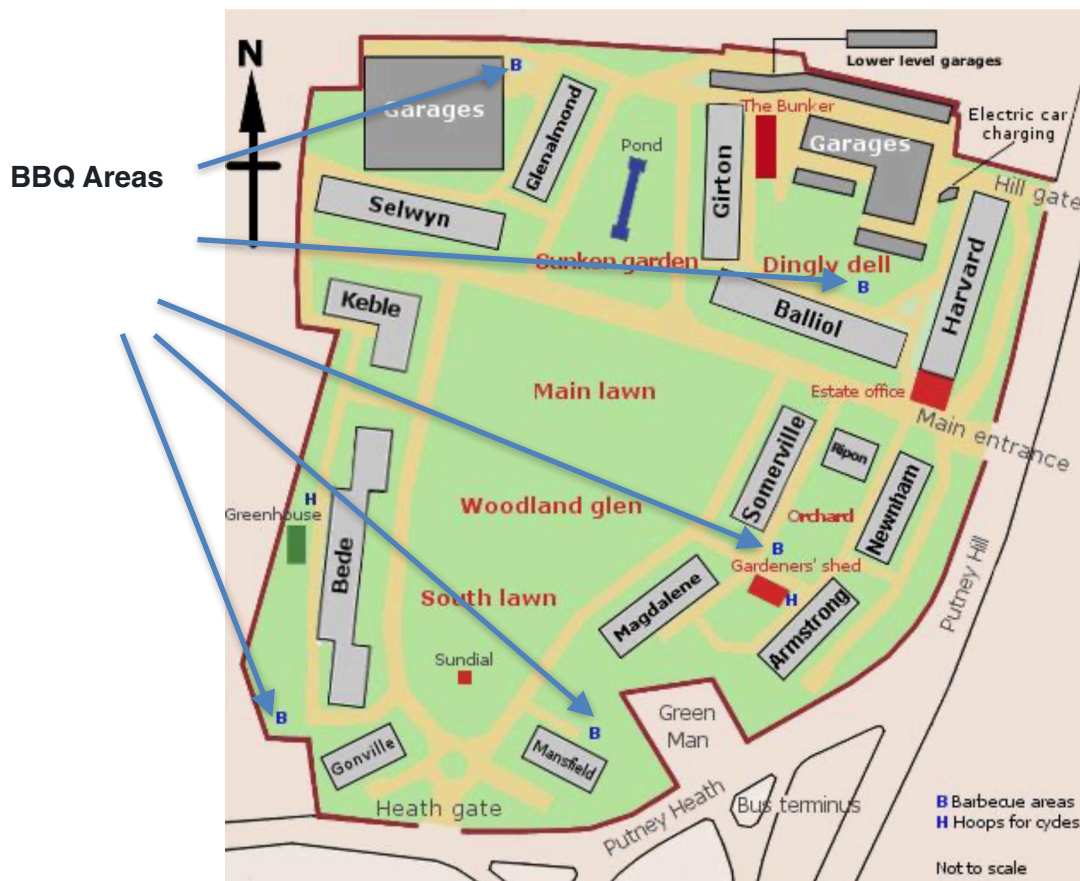 N
BBQ Areas
Garages
B
Glenalmond
Selwyn
Pond
Sunken garden
Girton
The Bunker
Lower level garages
Garages
Electric car
charging
Hill gate
Dingly dell
B
Balliol
Harvard
Estate office
Main entrance
Keble
Main lawn
Somerville
Ripon
Newnham
Orchard
Woodland glen
H
Greenhouse
Bede
B
Gardeners' shed
H
Magdalene
Armstrong
South lawn
Sundial
B
Gonville
B
Mansfield
Green
Man
Heath gate
Putney Heath
Bus terminus
Putney Hill
B Barbecue areas
H Hoops for cycles
Not to scale